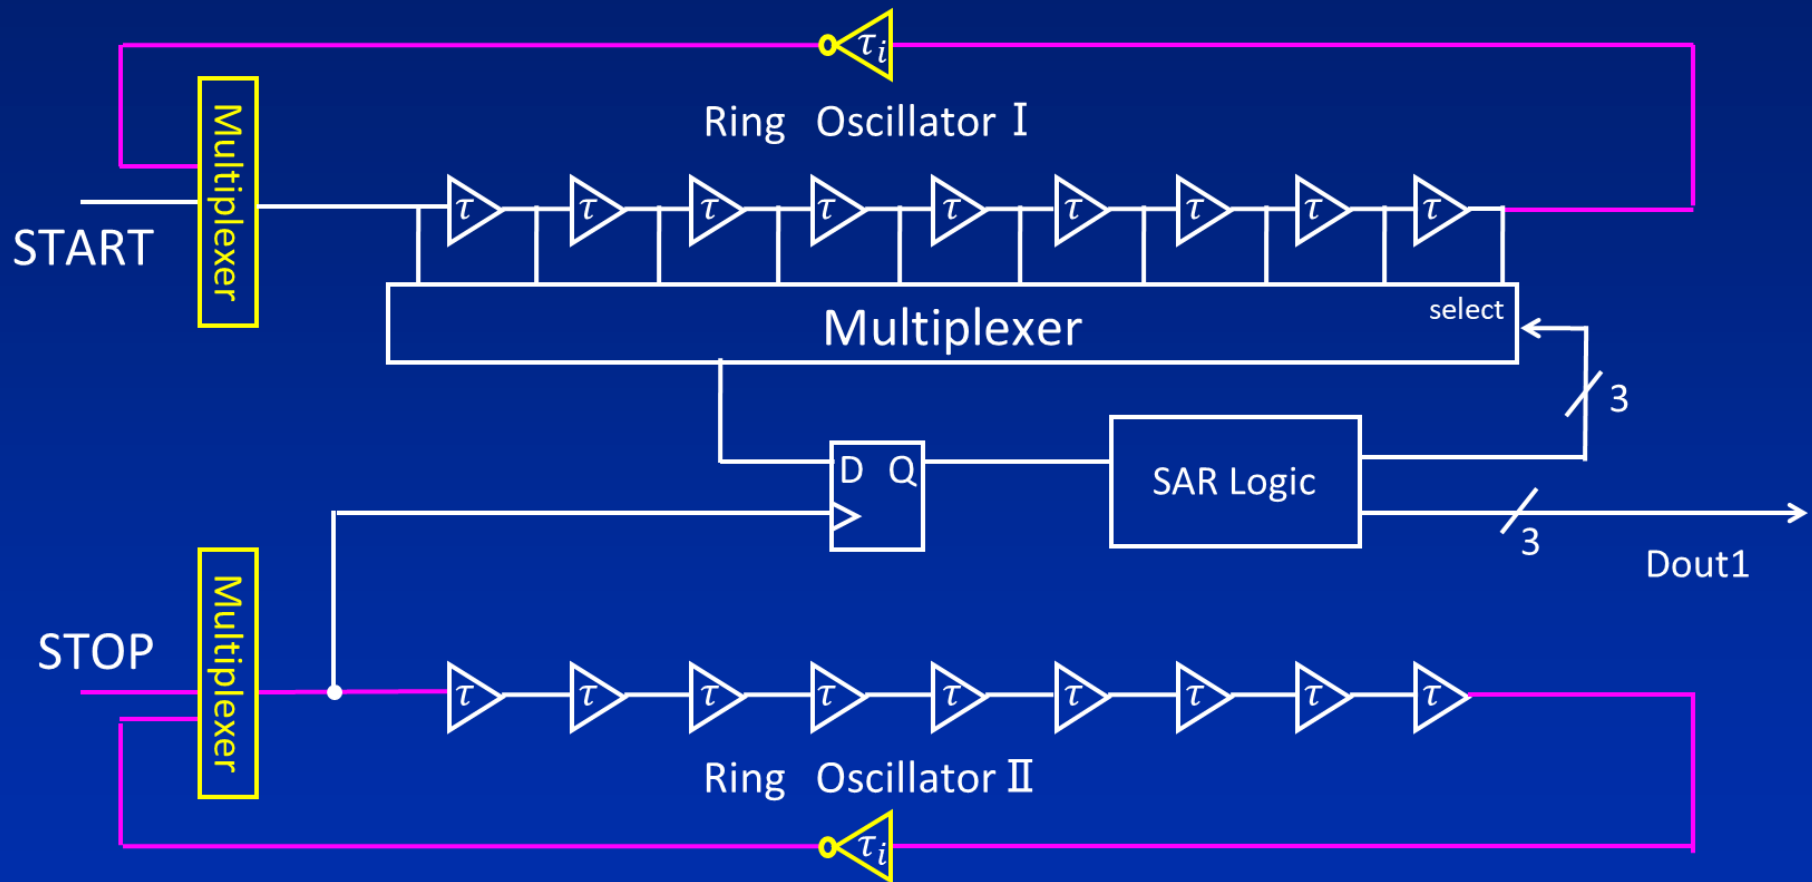 τᵢ
Ring Oscillator Ⅰ
Multiplexer
START
τ τ τ τ τ τ τ τ τ
select
Multiplexer
3
D Q
SAR Logic
3
Dout1
Multiplexer
STOP
τ τ τ τ τ τ τ τ τ
Ring Oscillator Ⅱ
τᵢ